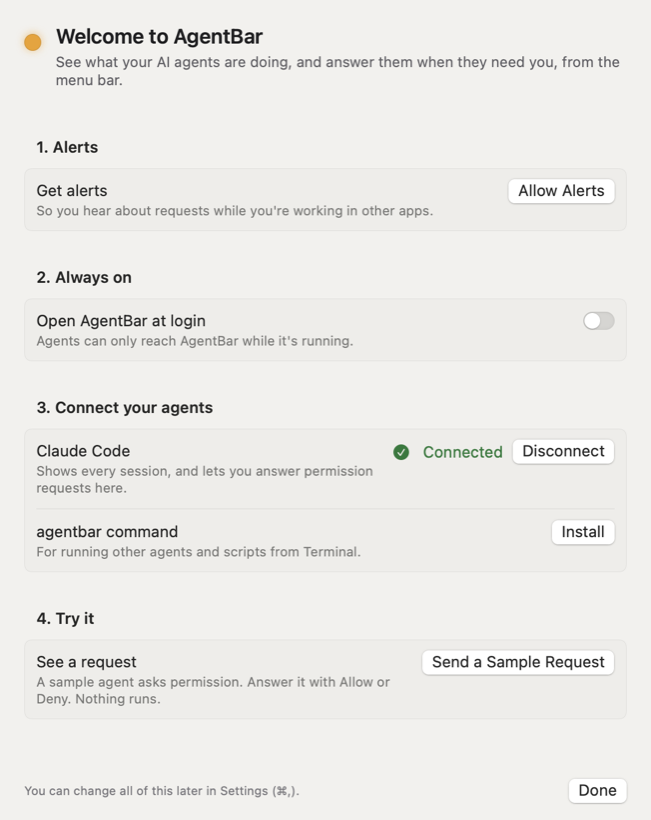 Welcome to AgentBar
See what your AI agents are doing, and answer them when they need you, from the
menu bar.
1. Alerts
Get alerts
Allow Alerts
So you hear about requests while you're working in other apps.
2. Always on
Open AgentBar at login
Agents can only reach AgentBar while it's running.
3. Connect your agents
Claude Code
Connected
Disconnect
Shows every session, and lets you answer permission
requests here.
agentbar command
Install
For running other agents and scripts from Terminal.
4. Try it
See a request
Send a Sample Request
A sample agent asks permission. Answer it with Allow or
Deny. Nothing runs.
You can change all of this later in Settings (⌘,).
Done